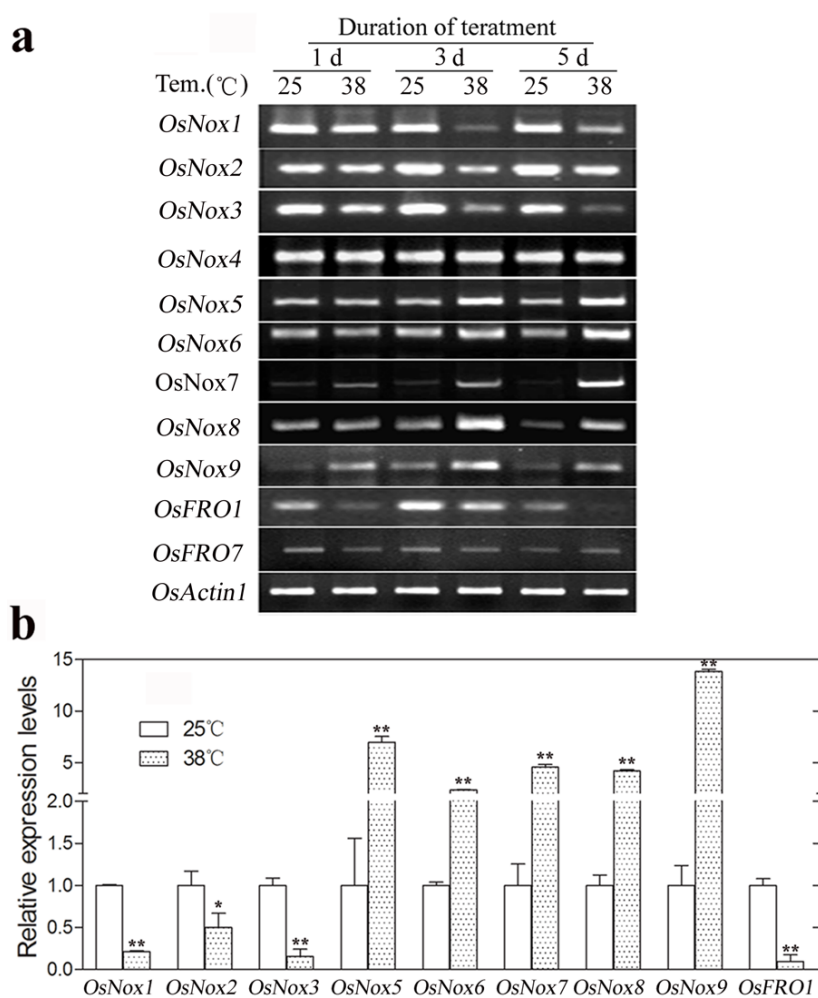 a
Duration of teratment
1 d 3 d 5 d
Tem.(℃) 25 38 25 38 25 38
OsNox1
OsNox2
OsNox3
OsNox4
OsNox5
OsNox6
OsNox7
OsNox8
OsNox9
OsFRO1
OsFRO7
OsActin1
b
Relative expression levels
15
10
5
2.0
1.5
1.0
0.5
0.0
25℃
38℃
** * ** ** ** ** ** ** **
OsNox1 OsNox2 OsNox3 OsNox5 OsNox6 OsNox7 OsNox8 OsNox9 OsFRO1